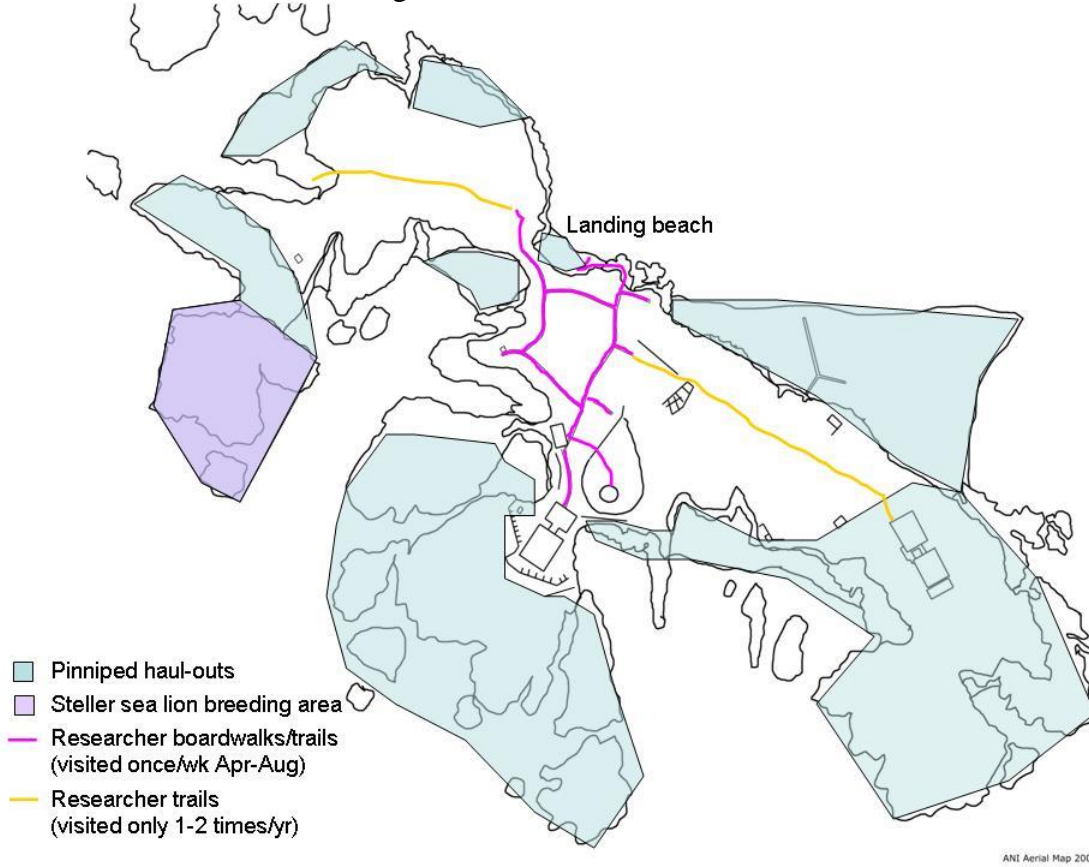 Landing beach
Pinniped haul-outs
Steller sea lion breeding area
Researcher boardwalks/trails
(visited once/wk Apr-Aug)
Researcher trails
(visited only 1-2 times/yr)
ANI Aerial Map